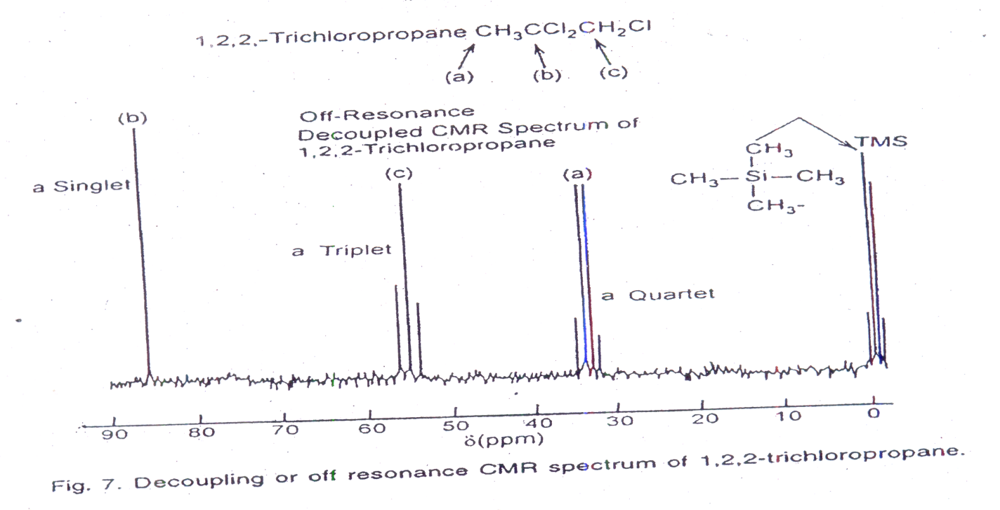 1,2,2,-Trichloropropane CH₃CCl₂CH₂Cl
(a) (b) (c)
(b)
Off-Resonance
Decoupled CMR Spectrum of
1,2,2-Trichloropropane
TMS
CH₃
(c) (a)
CH₃—Si—CH₃
a Singlet
CH₃-
a Triplet
a Quartet
90 80 70 60 50 40 30 20 10 0
δ(ppm)
Fig. 7. Decoupling or off resonance CMR spectrum of 1,2,2-trichloropropane.